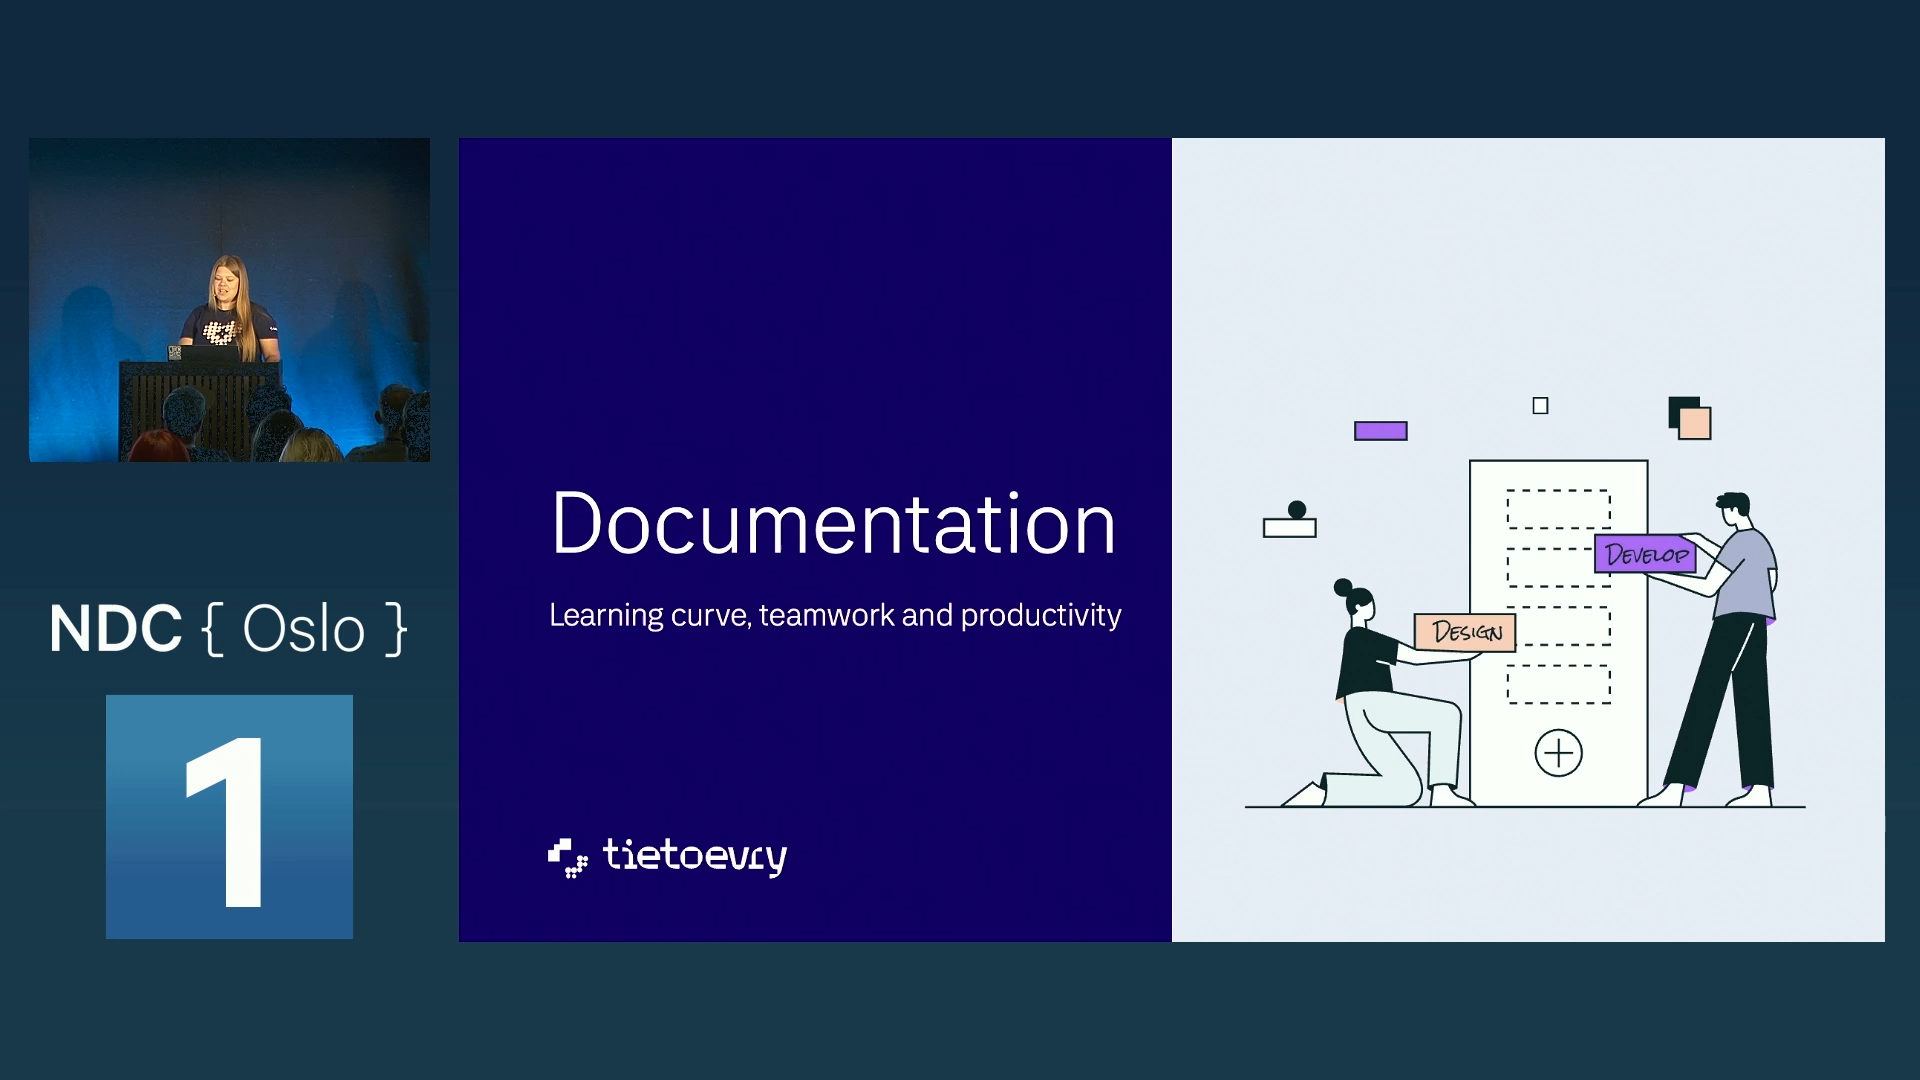 NDC { Oslo }
1
Documentation
Learning curve, teamwork and productivity
tietoevry
DEVELOP
DESIGN